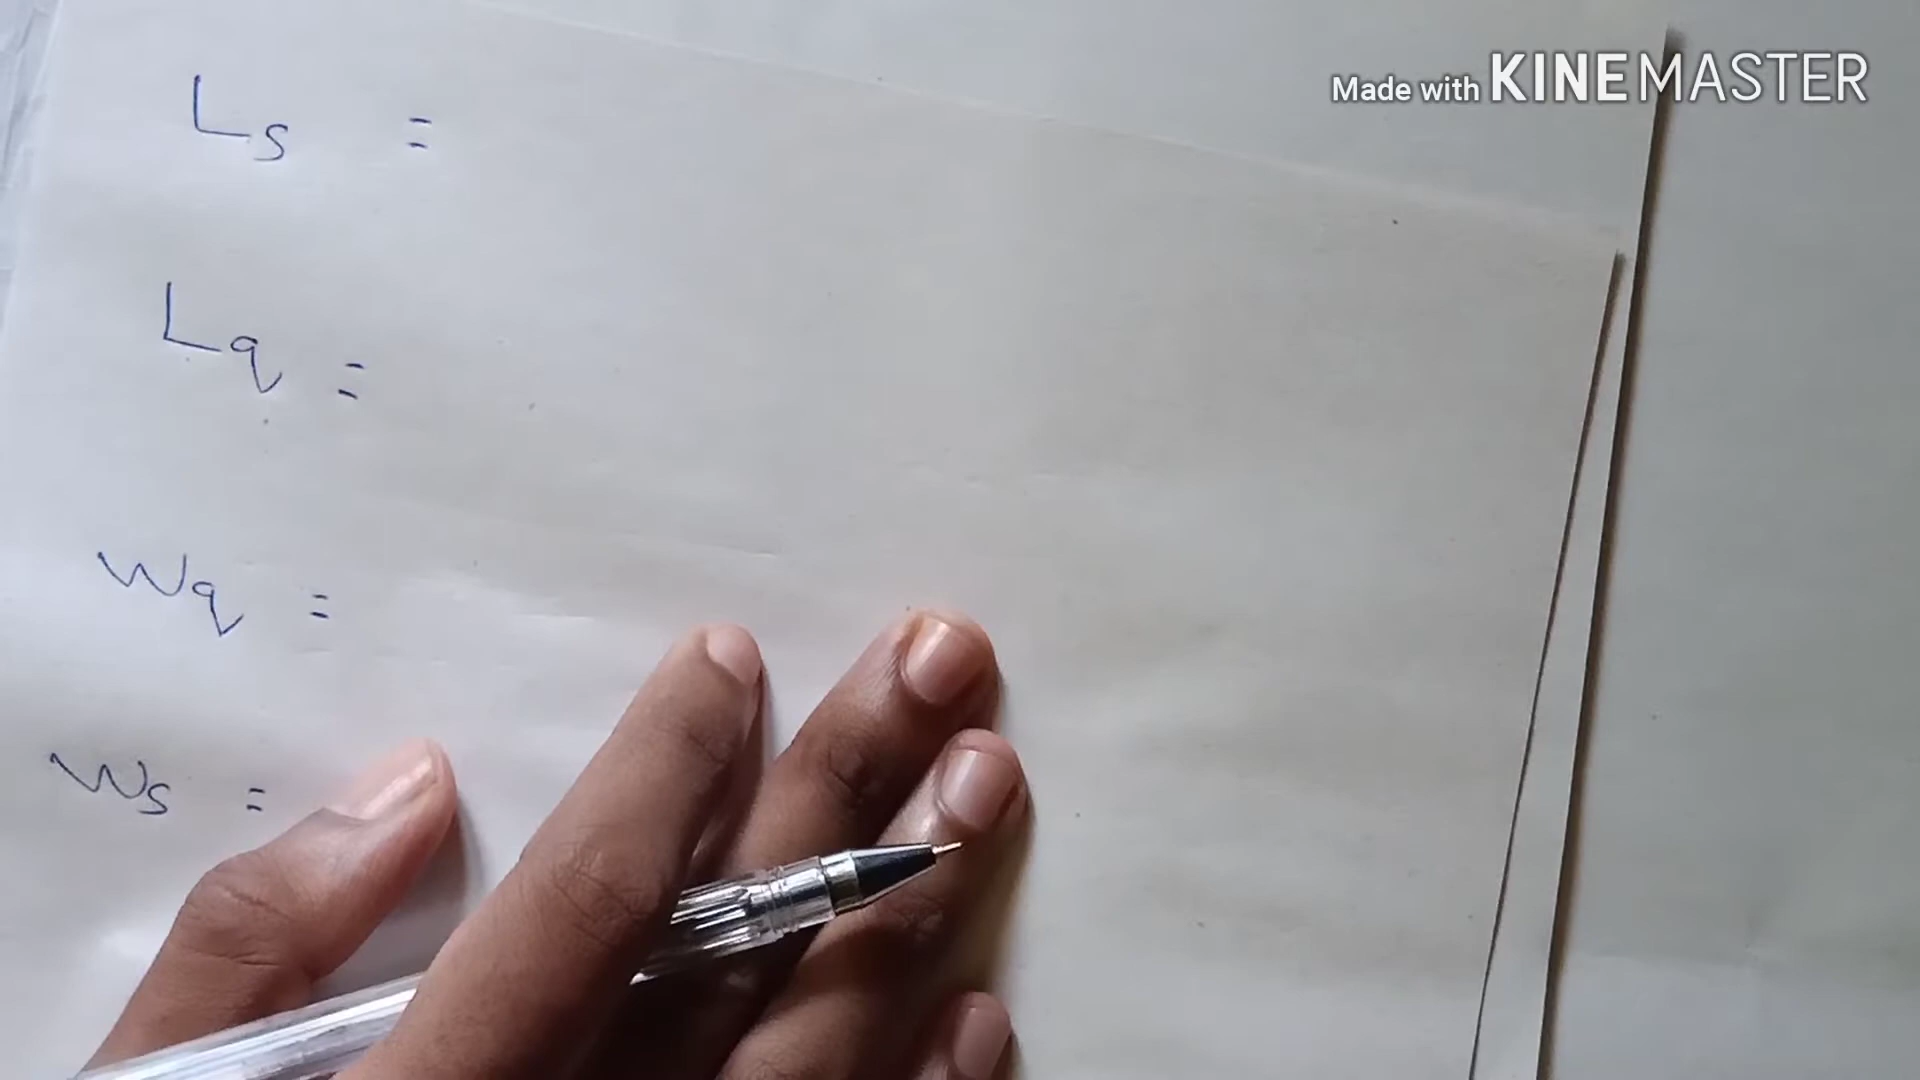 Made with KINEMASTER
Ls =
Lq =
Wq =
Ws =